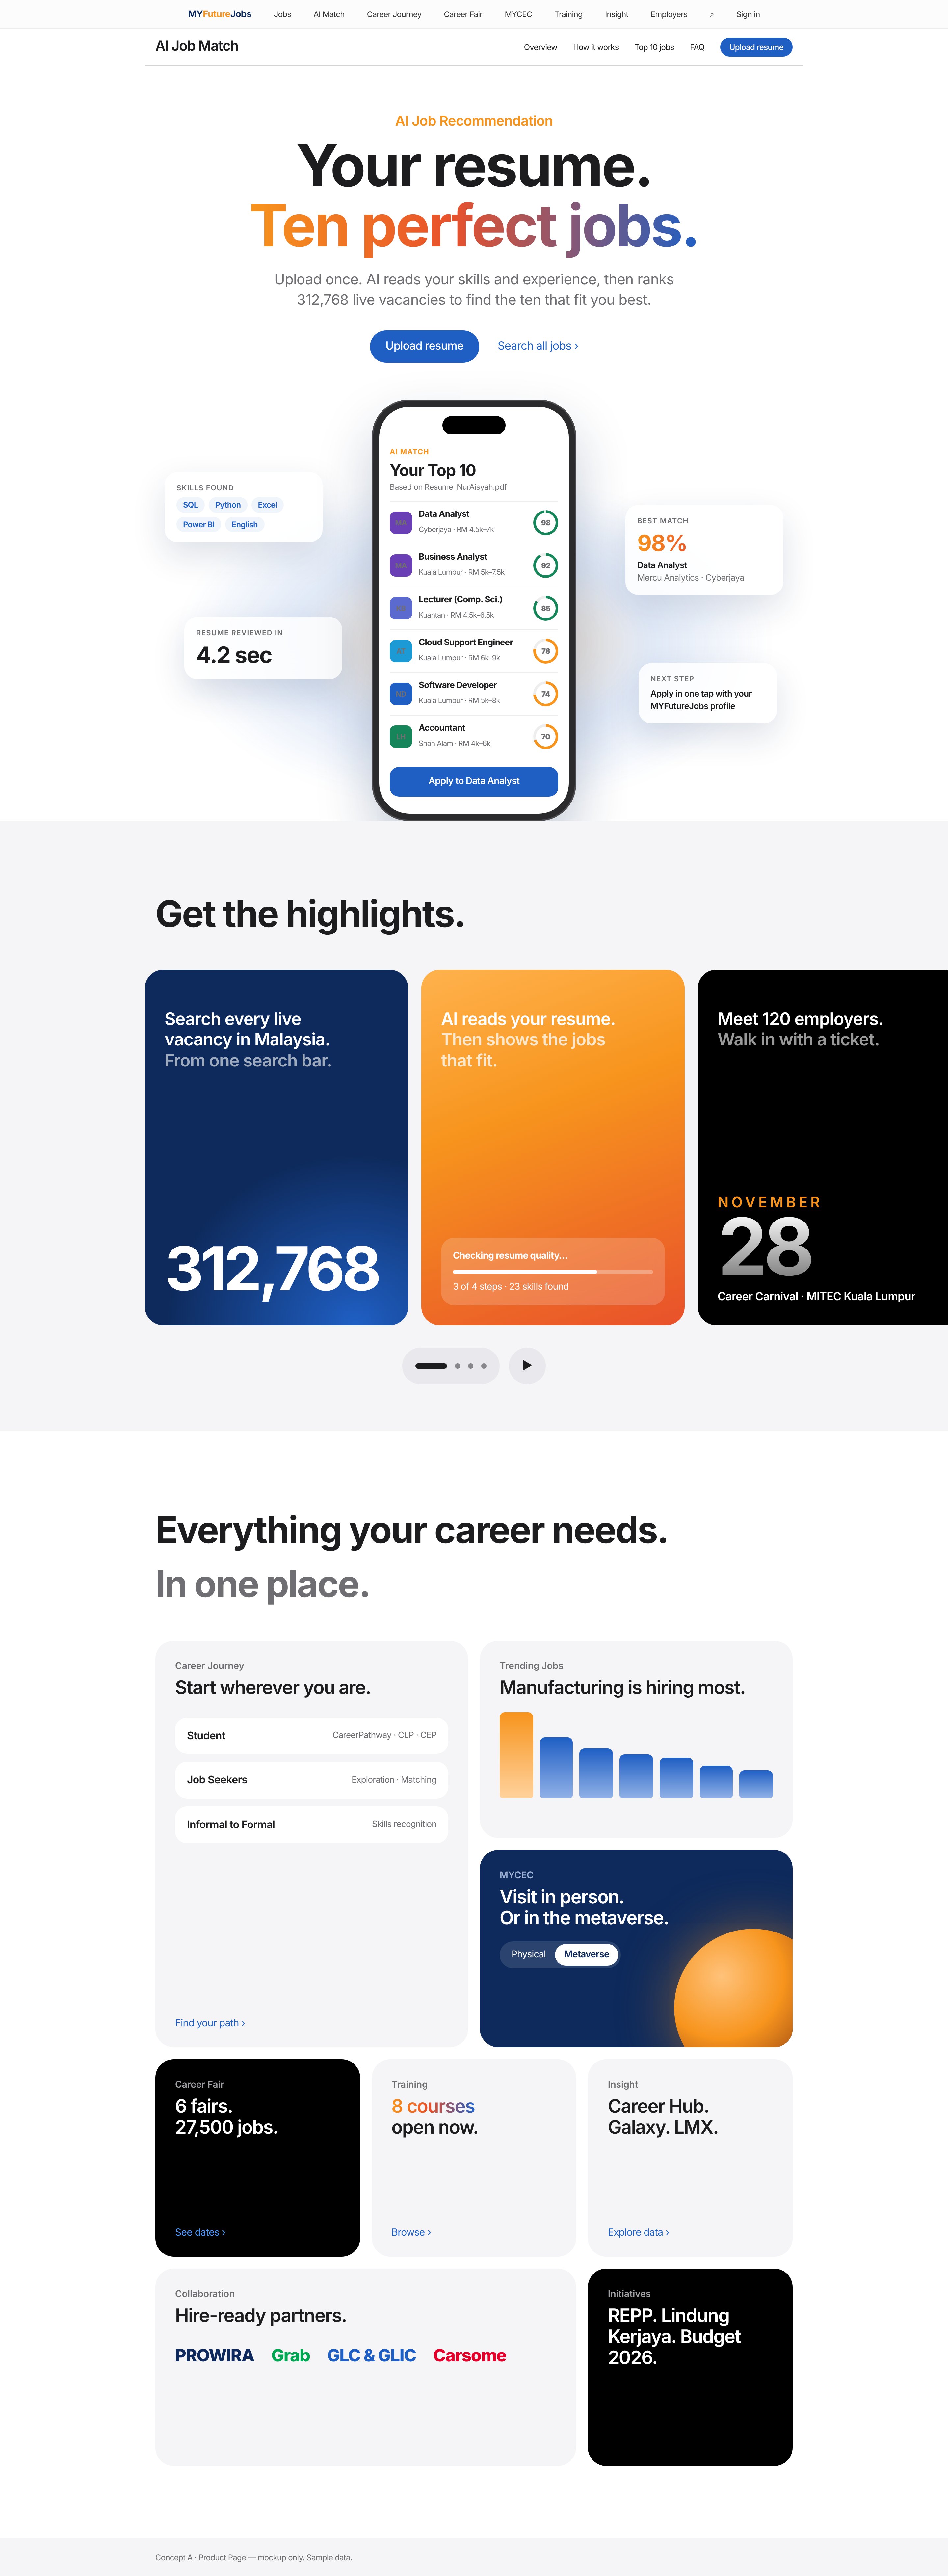 MYFutureJobs Jobs AI Match Career Journey Career Fair MYCEC Training Insight Employers Sign in
AI Job Match Overview How it works Top 10 jobs FAQ Upload resume
AI Job Recommendation
Your resume.
Ten perfect jobs.
Upload once. AI reads your skills and experience, then ranks
312,768 live vacancies to find the ten that fit you best.
Upload resume Search all jobs ›
SKILLS FOUND
SQL Python Excel
Power BI English
RESUME REVIEWED IN
4.2 sec
AI MATCH
Your Top 10
Based on Resume_NurAisyah.pdf
MA Data Analyst 98
Cyberjaya · RM 4.5k–7k
MA Business Analyst 92
Kuala Lumpur · RM 5k–7.5k
Lecturer (Comp. Sci.) 85
Kuantan · RM 4.5k–6.5k
Cloud Support Engineer 78
Kuala Lumpur · RM 6k–9k
ND Software Developer 74
Kuala Lumpur · RM 5k–8k
Accountant 70
Shah Alam · RM 4k–6k
Apply to Data Analyst
BEST MATCH
98%
Data Analyst
Mercu Analytics · Cyberjaya
NEXT STEP
Apply in one tap with your
MYFutureJobs profile
Get the highlights.
Search every live
vacancy in Malaysia.
From one search bar.
312,768
AI reads your resume.
Then shows the jobs
that fit.
Checking resume quality…
3 of 4 steps · 23 skills found
Meet 120 employers.
Walk in with a ticket.
NOVEMBER
28
Career Carnival · MITEC Kuala Lumpur
Everything your career needs.
In one place.
Career Journey
Start wherever you are.
Student CareerPathway · CLP · CEP
Job Seekers Exploration · Matching
Informal to Formal Skills recognition
Find your path ›
Trending Jobs
Manufacturing is hiring most.
MYCEC
Visit in person.
Or in the metaverse.
Physical Metaverse
Career Fair
6 fairs.
27,500 jobs.
See dates ›
Training
8 courses
open now.
Browse ›
Insight
Career Hub.
Galaxy. LMX.
Explore data ›
Collaboration
Hire-ready partners.
PROWIRA Grab GLC & GLIC Carsome
Initiatives
REPP. Lindung
Kerjaya. Budget
2026.
Concept A · Product Page — mockup only. Sample data.